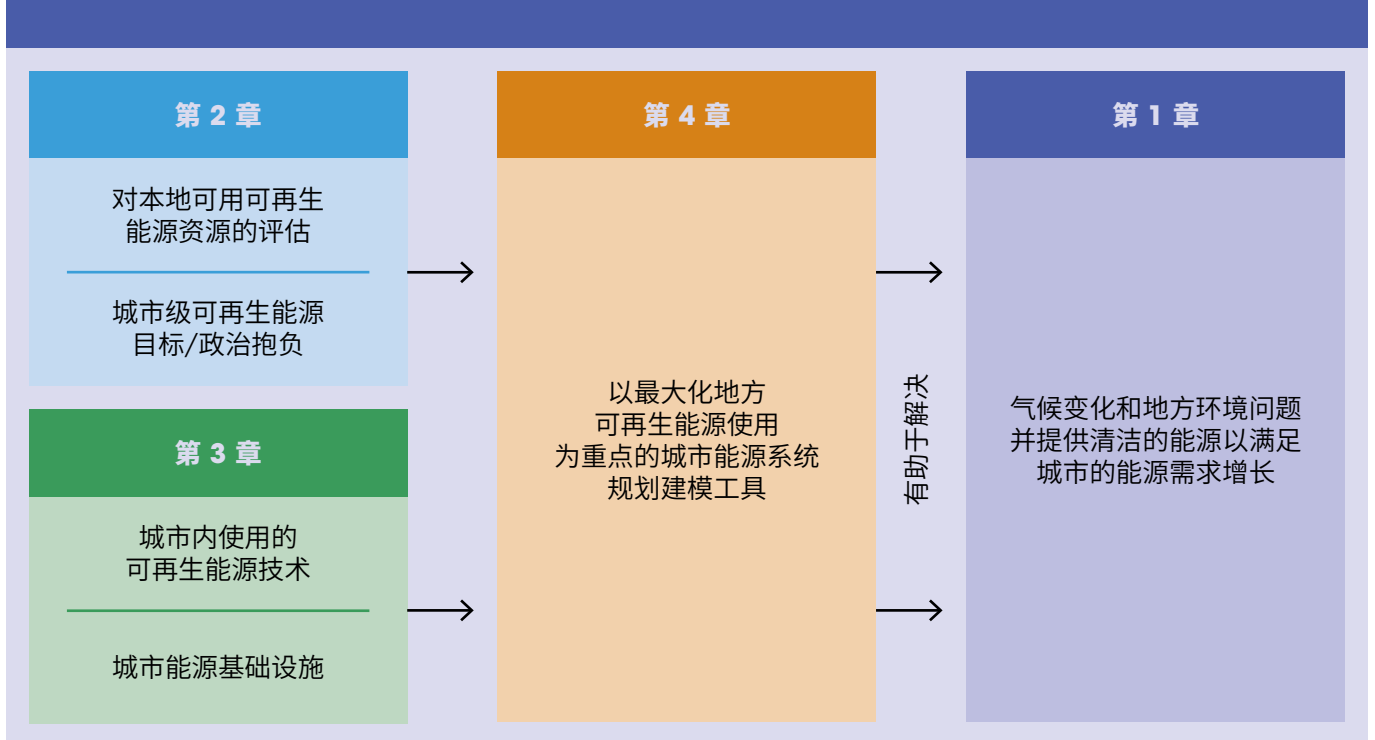 第 2 章
对本地可用可再生
能源资源的评估
城市级可再生能源
目标/政治抱负
第 3 章
城市内使用的
可再生能源技术
城市能源基础设施
第 4 章
以最大化地方
可再生能源使用
为重点的城市能源系统
规划建模工具
有助于解决
第 1 章
气候变化和地方环境问题
并提供清洁的能源以满足
城市的能源需求增长